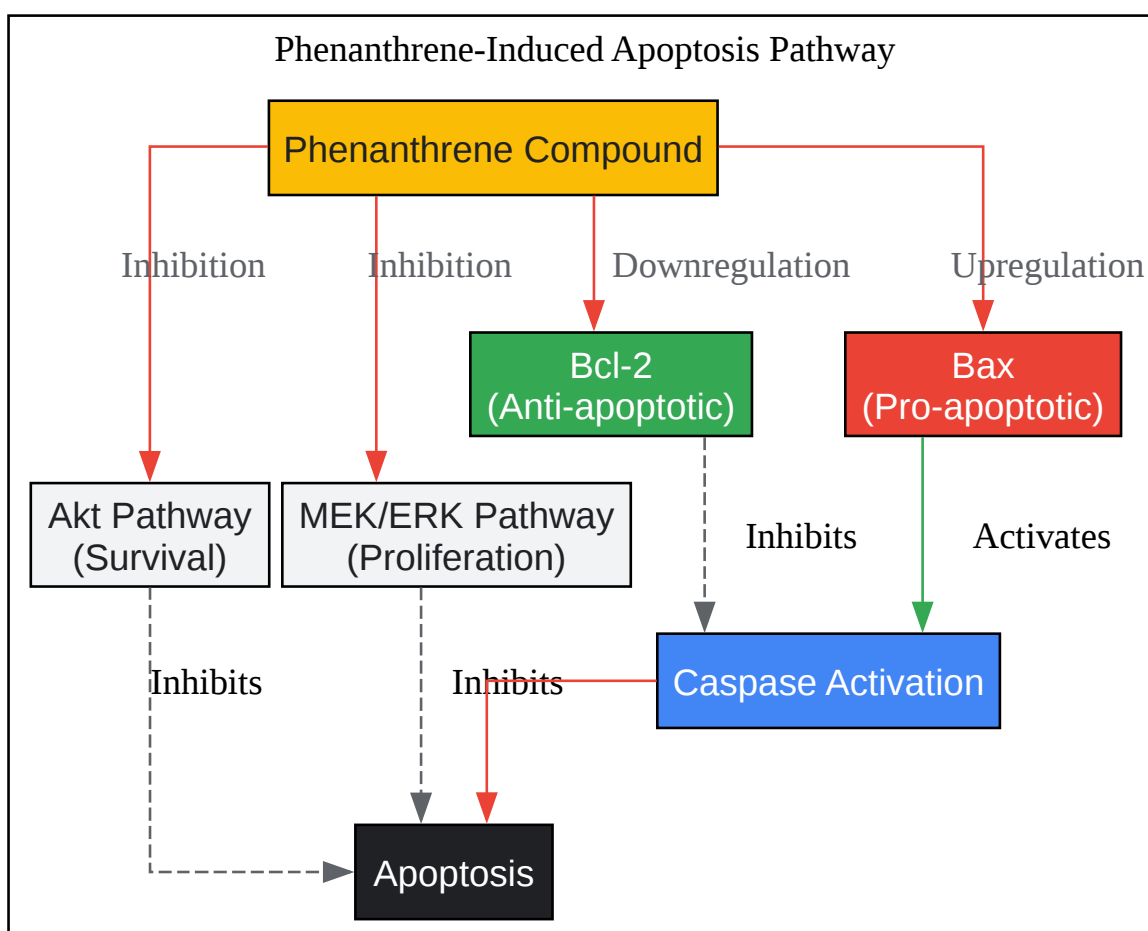 Phenanthrene-Induced Apoptosis Pathway
Phenanthrene Compound
Inhibition
Inhibition
Downregulation
Upregulation
Bcl-2
(Anti-apoptotic)
Bax
(Pro-apoptotic)
Akt Pathway
(Survival)
MEK/ERK Pathway
(Proliferation)
Inhibits
Activates
Inhibits
Inhibits
Caspase Activation
Apoptosis